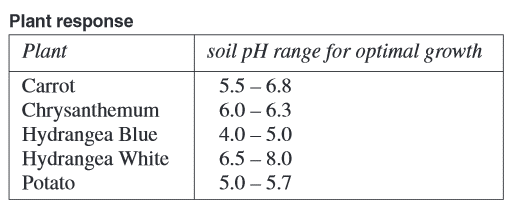 Plant response
Plant soil pH range for optimal growth
Carrot 5.5 – 6.8
Chrysanthemum 6.0 – 6.3
Hydrangea Blue 4.0 – 5.0
Hydrangea White 6.5 – 8.0
Potato 5.0 – 5.7